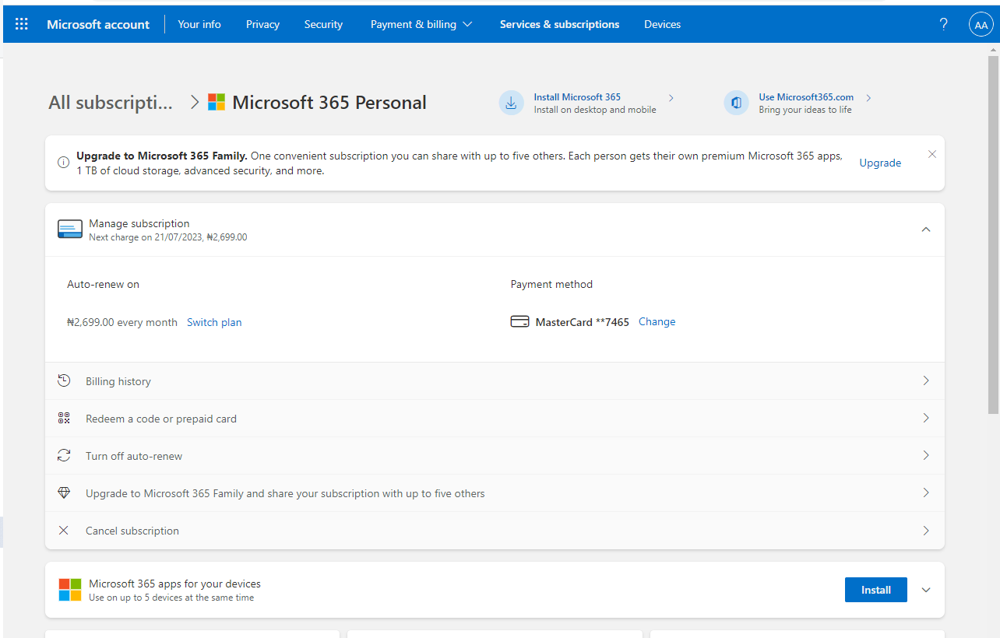 Microsoft account
Your info
Privacy
Security
Payment & billing
Services & subscriptions
Devices
?
AA
All subscripti...
Microsoft 365 Personal
Install Microsoft 365
Install on desktop and mobile
Use Microsoft365.com
Bring your ideas to life
Upgrade to Microsoft 365 Family. One convenient subscription you can share with up to five others. Each person gets their own premium Microsoft 365 apps,
1 TB of cloud storage, advanced security, and more.
Upgrade
Manage subscription
Next charge on 21/07/2023, ₦2,699.00
Auto-renew on
₦2,699.00 every month Switch plan
Payment method
MasterCard **7465 Change
Billing history
Redeem a code or prepaid card
Turn off auto-renew
Upgrade to Microsoft 365 Family and share your subscription with up to five others
Cancel subscription
Microsoft 365 apps for your devices
Use on up to 5 devices at the same time
Install